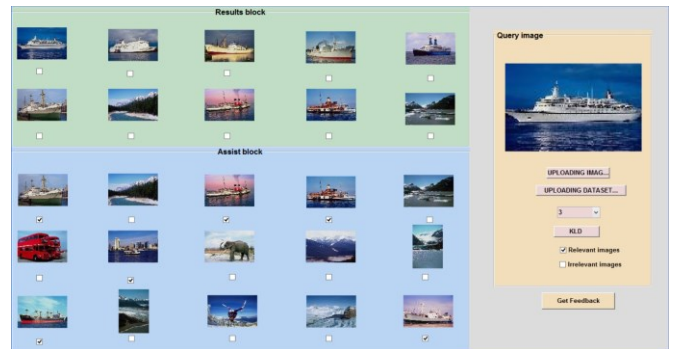 Results block
Assist block
Query image
UPLOADING IMAG...
UPLOADING DATASET...
3
KLD
Relevant images
Irrelevant images
Get Feedback